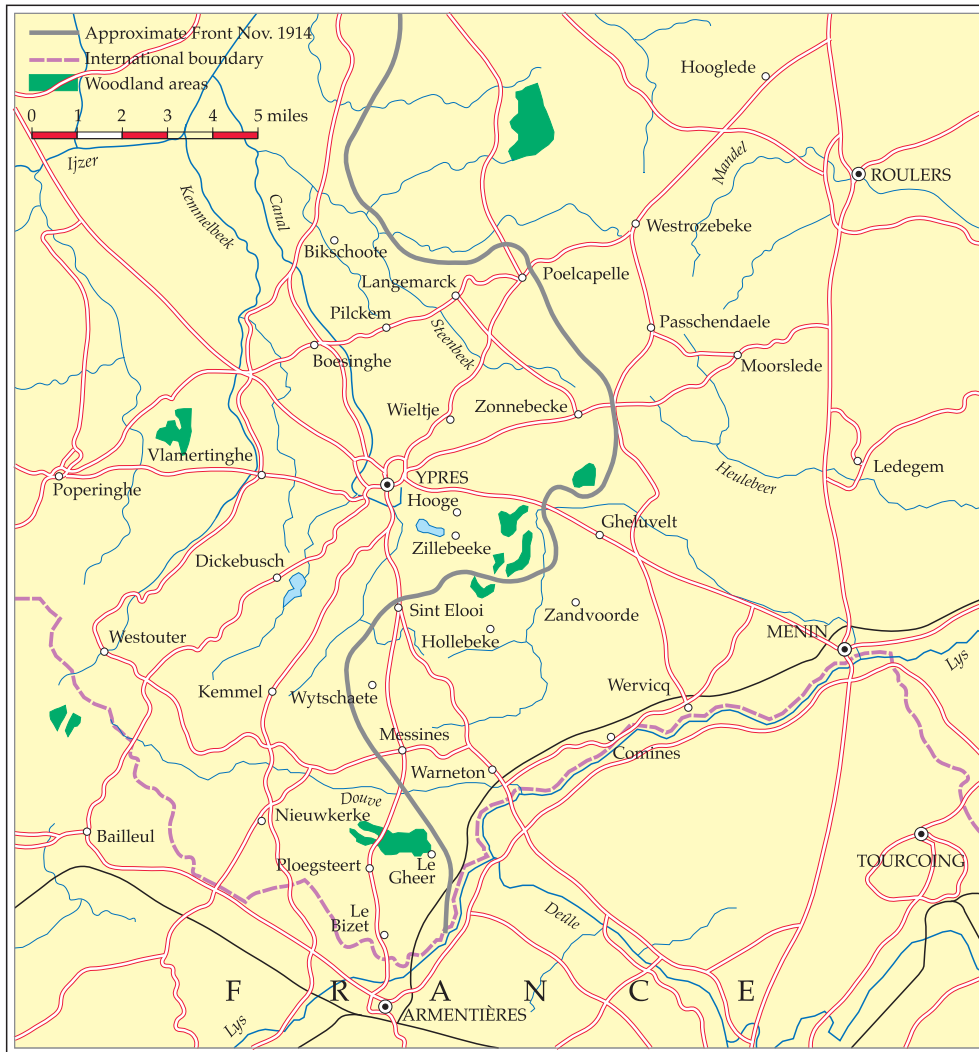 Approximate Front Nov. 1914
International boundary
Woodland areas
0 1 2 3 4 5 miles
Hooglede
Ijzer
Mandel
ROULERS
Kemmelbeek
Canal
Westrozebeke
Bikschoote
Poelcapelle
Langemarck
Pilckem
Passchendaele
Steenbeek
Boesinghe
Moorslede
Wieltje
Zonnebecke
Vlamertinghe
Ledegem
Poperinghe
YPRES
Heulebeer
Hooge
Gheluvelt
Zillebeeke
Dickebusch
Sint Elooi
Zandvoorde
Westouter
Hollebeke
MENIN
Lys
Kemmel
Wytschaete
Wervicq
Messines
Comines
Warneton
Douve
Nieuwkerke
Bailleul
Ploegsteert
Le
Gheer
TOURCOING
Le
Bizet
Deûle
FRANCE
Lys
ARMENTIÈRES